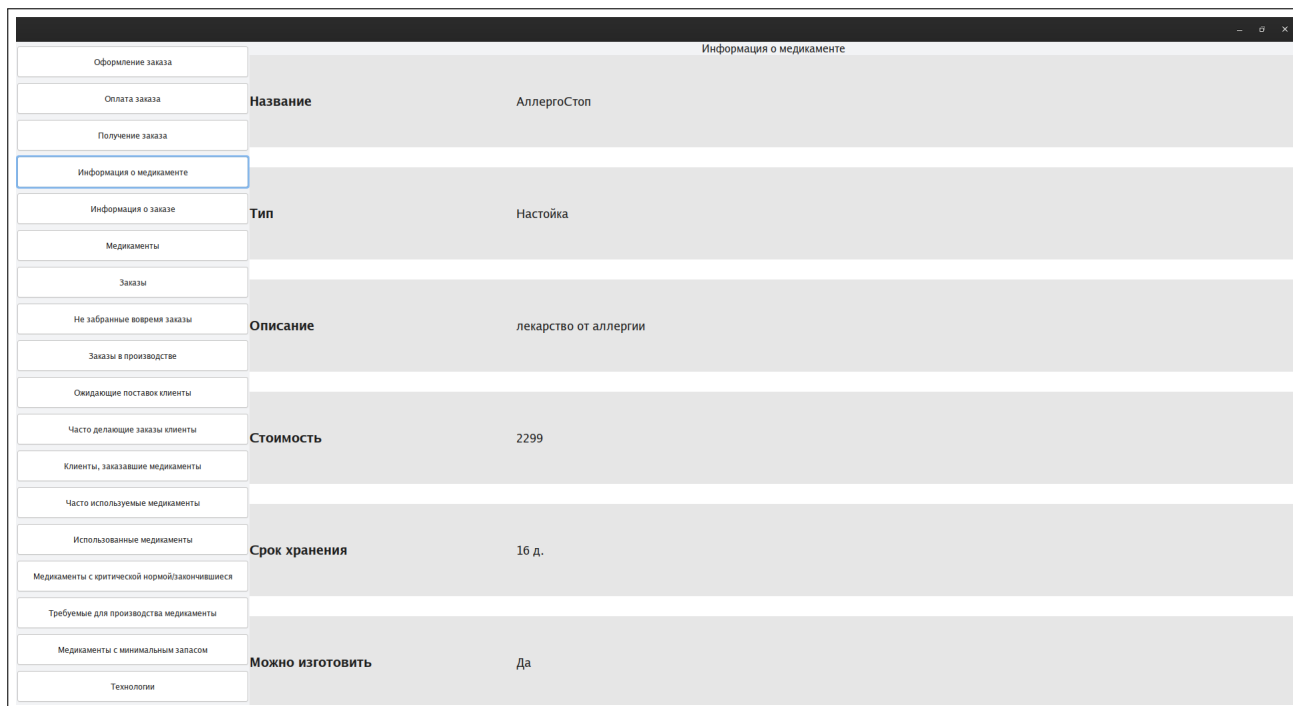 Оформление заказа
Оплата заказа
Получение заказа
Информация о медикаменте
Информация о заказе
Медикаменты
Заказы
Не забранные вовремя заказы
Заказы в производстве
Ожидающие поставок клиенты
Часто делающие заказы клиенты
Клиенты, заказавшие медикаменты
Часто используемые медикаменты
Использованные медикаменты
Медикаменты с критической нормой/закончившиеся
Требуемые для производства медикаменты
Медикаменты с минимальным запасом
Технологии
Информация о медикаменте
Название АллергоСтоп
Тип Настойка
Описание лекарство от аллергии
Стоимость 2299
Срок хранения 16 д.
Можно изготовить Да